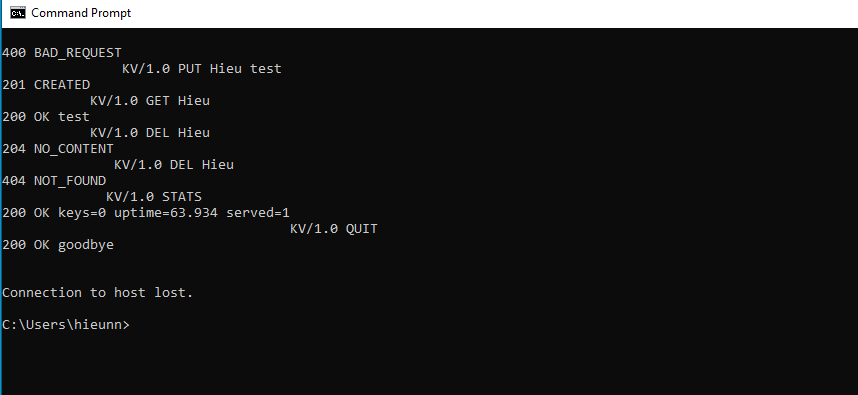 Command Prompt
400 BAD_REQUEST
KV/1.0 PUT Hieu test
201 CREATED
KV/1.0 GET Hieu
200 OK test
KV/1.0 DEL Hieu
204 NO_CONTENT
KV/1.0 DEL Hieu
404 NOT_FOUND
KV/1.0 STATS
200 OK keys=0 uptime=63.934 served=1
KV/1.0 QUIT
200 OK goodbye
Connection to host lost.
C:\Users\hieunn>